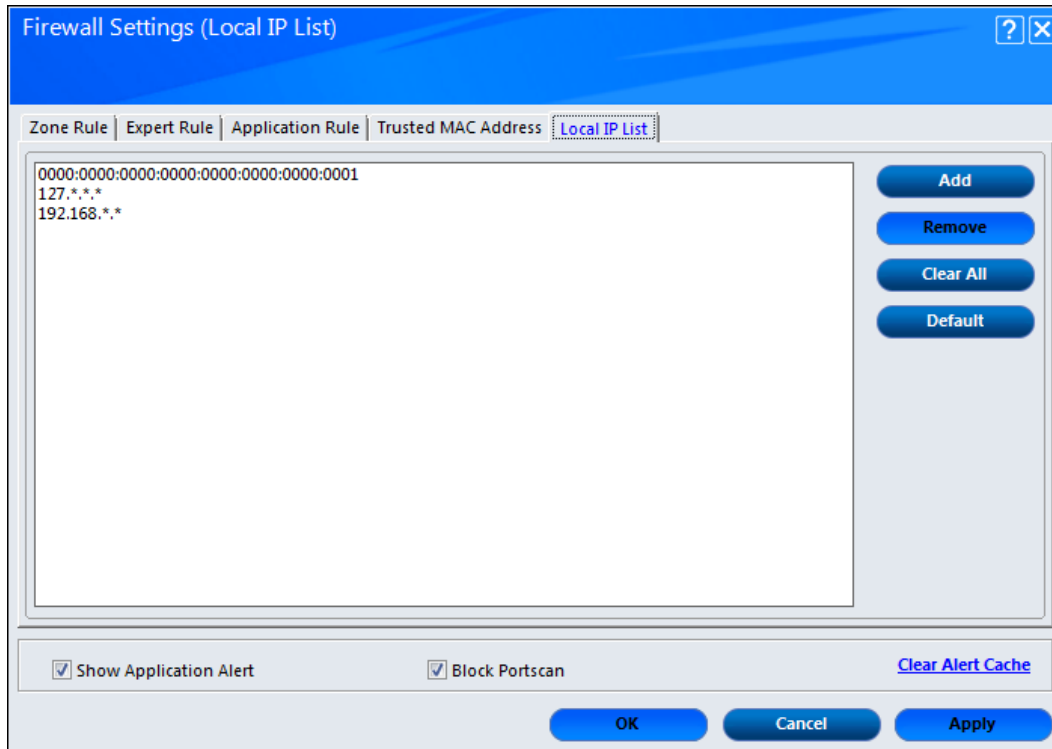 Firewall Settings (Local IP List)
?
Zone Rule Expert Rule Application Rule Trusted MAC Address Local IP List
0000:0000:0000:0000:0000:0000:0000:0001
127.*.*.*
192.168.*.*
Add
Remove
Clear All
Default
Show Application Alert Block Portscan Clear Alert Cache
OK Cancel Apply